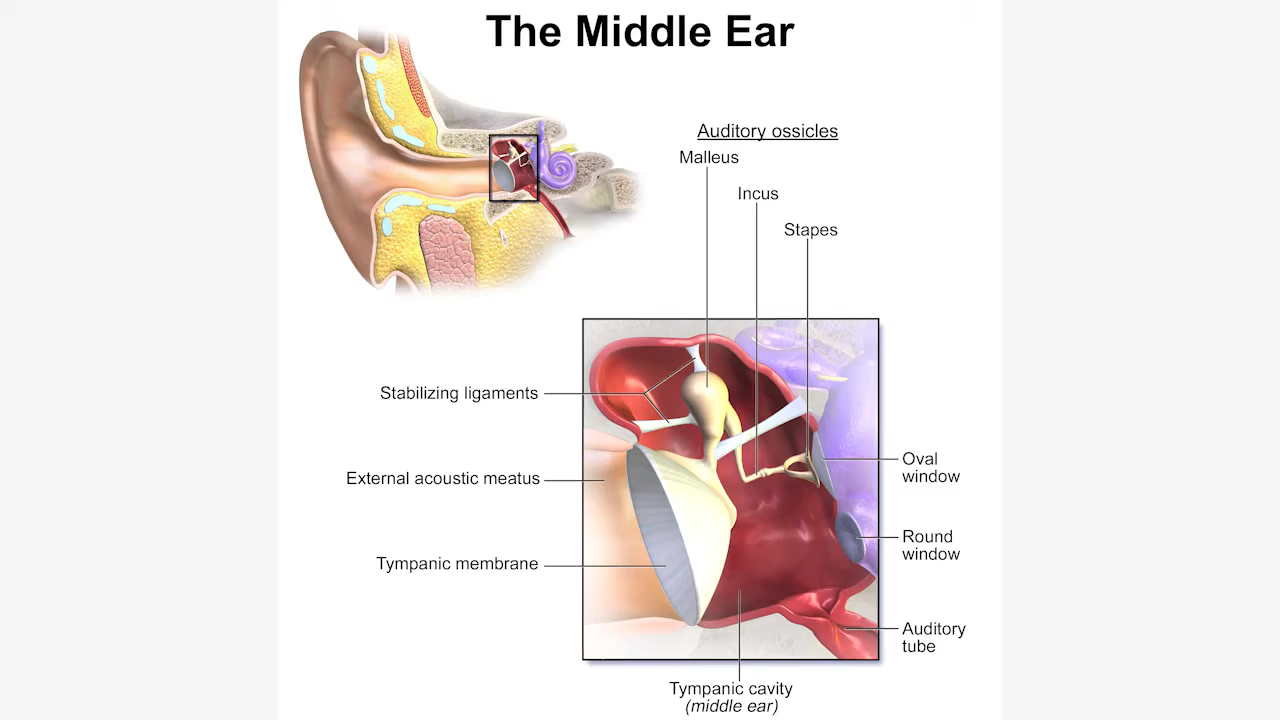 The Middle Ear
Auditory ossicles
Malleus
Incus
Stapes
Stabilizing ligaments
External acoustic meatus
Tympanic membrane
Oval
window
Round
window
Auditory
tube
Tympanic cavity
(middle ear)